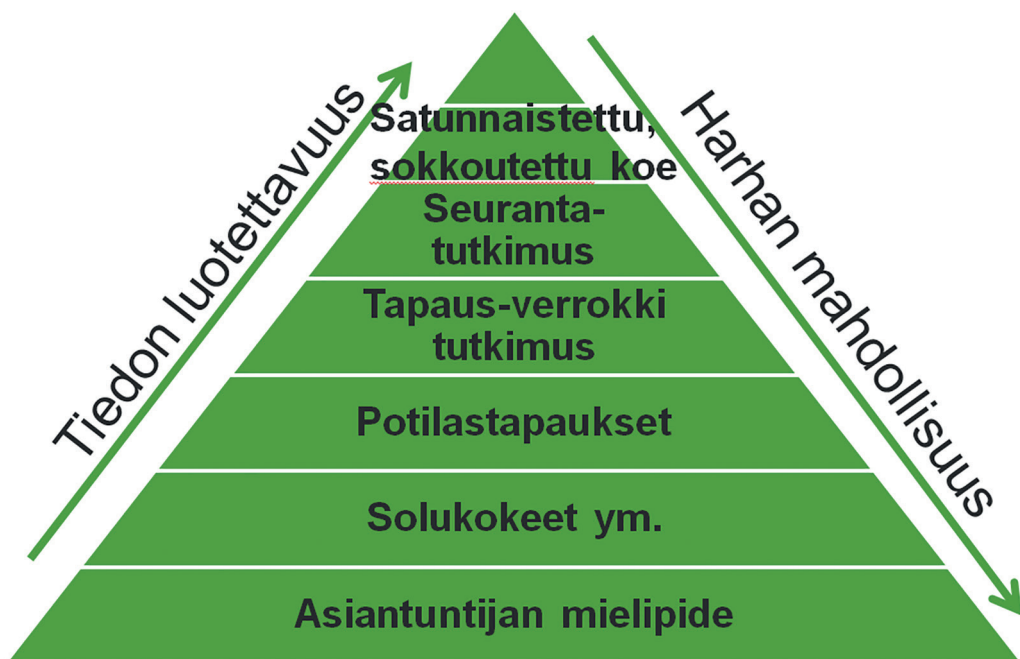 Tiedon luotettavuus
Harhan mahdollisuus
Satunnaistettu,
sokkoutettu koe
Seuranta-
tutkimus
Tapaus-verrokki
tutkimus
Potilastapaukset
Solukokeet ym.
Asiantuntijan mielipide